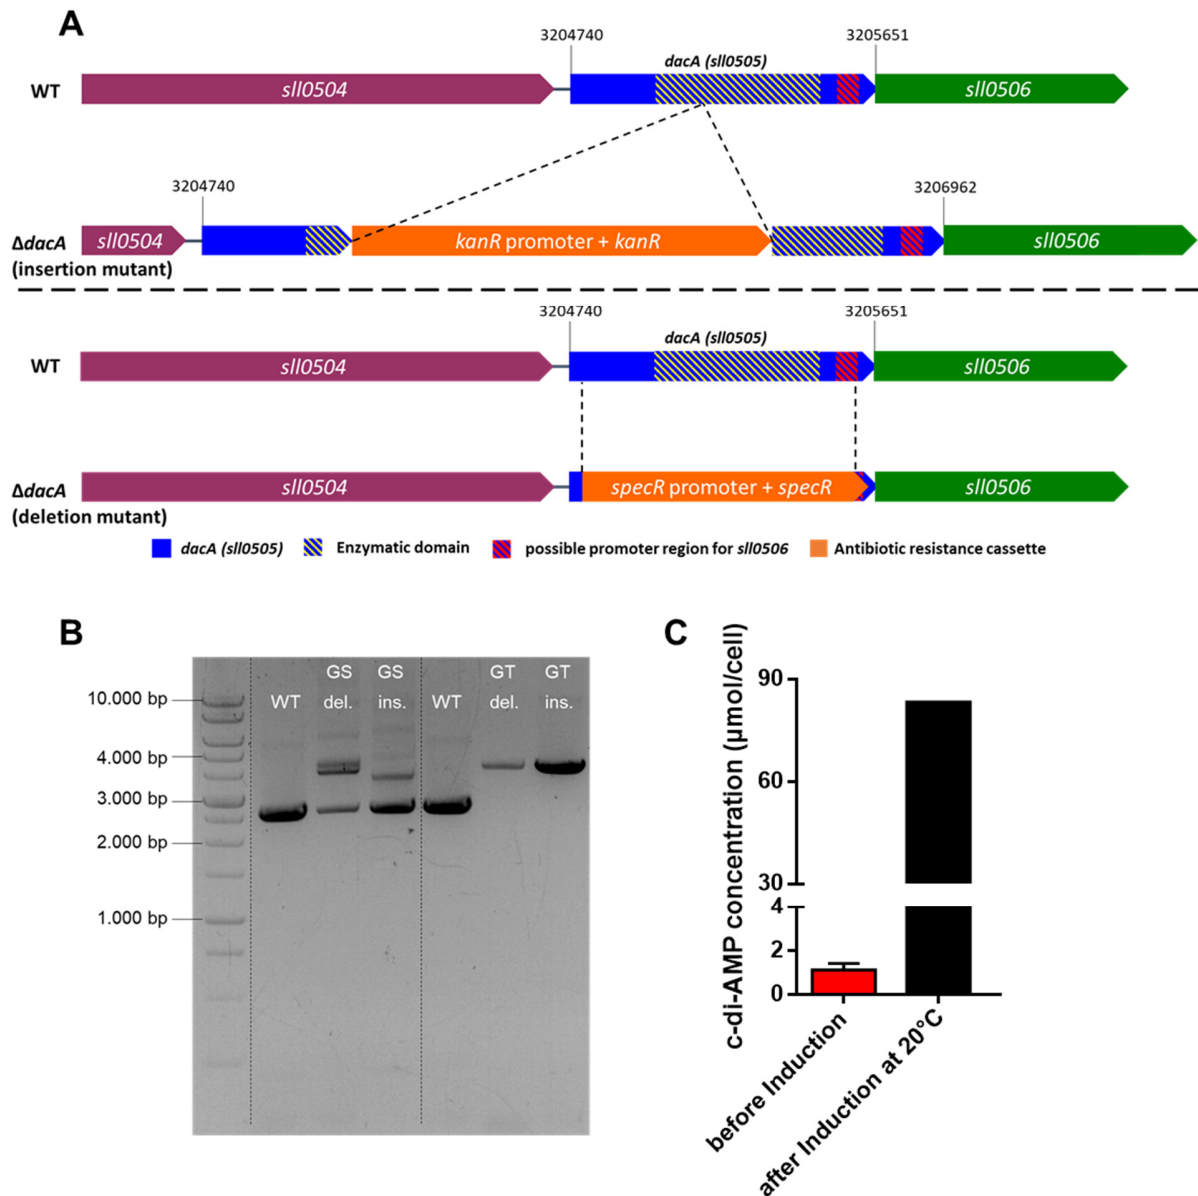 A
3204740
3205651
dacA (sll0505)
WT
sll0504
sll0506
3204740
3206962
ΔdacA
(insertion mutant)
sll0504
kanR promoter + kanR
sll0506
3204740
3205651
dacA (sll0505)
WT
sll0504
sll0506
ΔdacA
(deletion mutant)
sll0504
specR promoter + specR
sll0506
dacA (sll0505)
Enzymatic domain
possible promoter region for sll0506
Antibiotic resistance cassette
B
10.000 bp
4.000 bp
3.000 bp
2.000 bp
1.000 bp
WT
GS
del.
GS
ins.
WT
GT
del.
GT
ins.
C
c-di-AMP concentration (µmol/cell)
90
60
30
4
2
0
before Induction
after Induction at 20°C